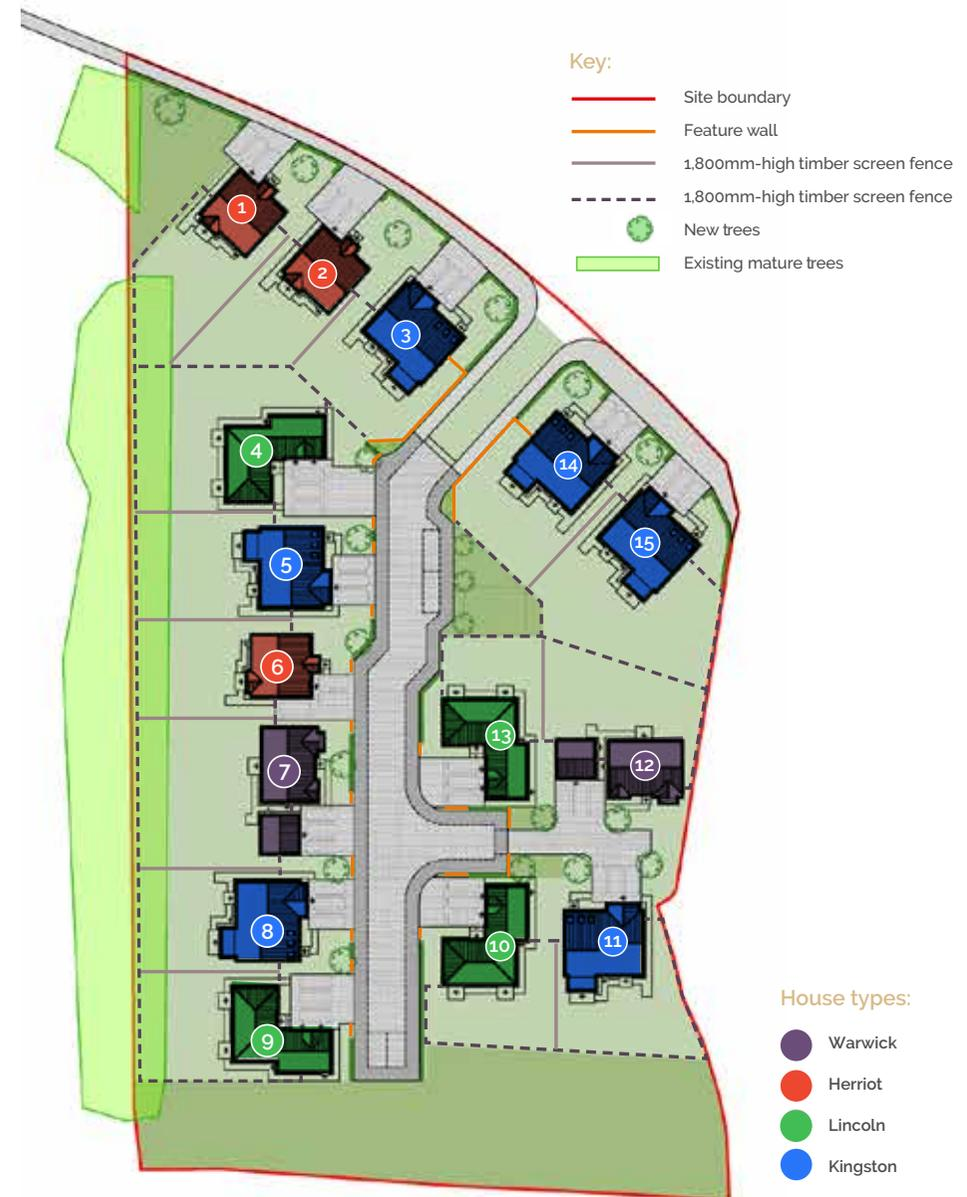 Key:
Site boundary
Feature wall
1,800mm-high timber screen fence
1,800mm-high timber screen fence
New trees
Existing mature trees
1
2
3
4
14
5
15
6
13
7
12
8
10
11
9
House types:
Warwick
Herriot
Lincoln
Kingston